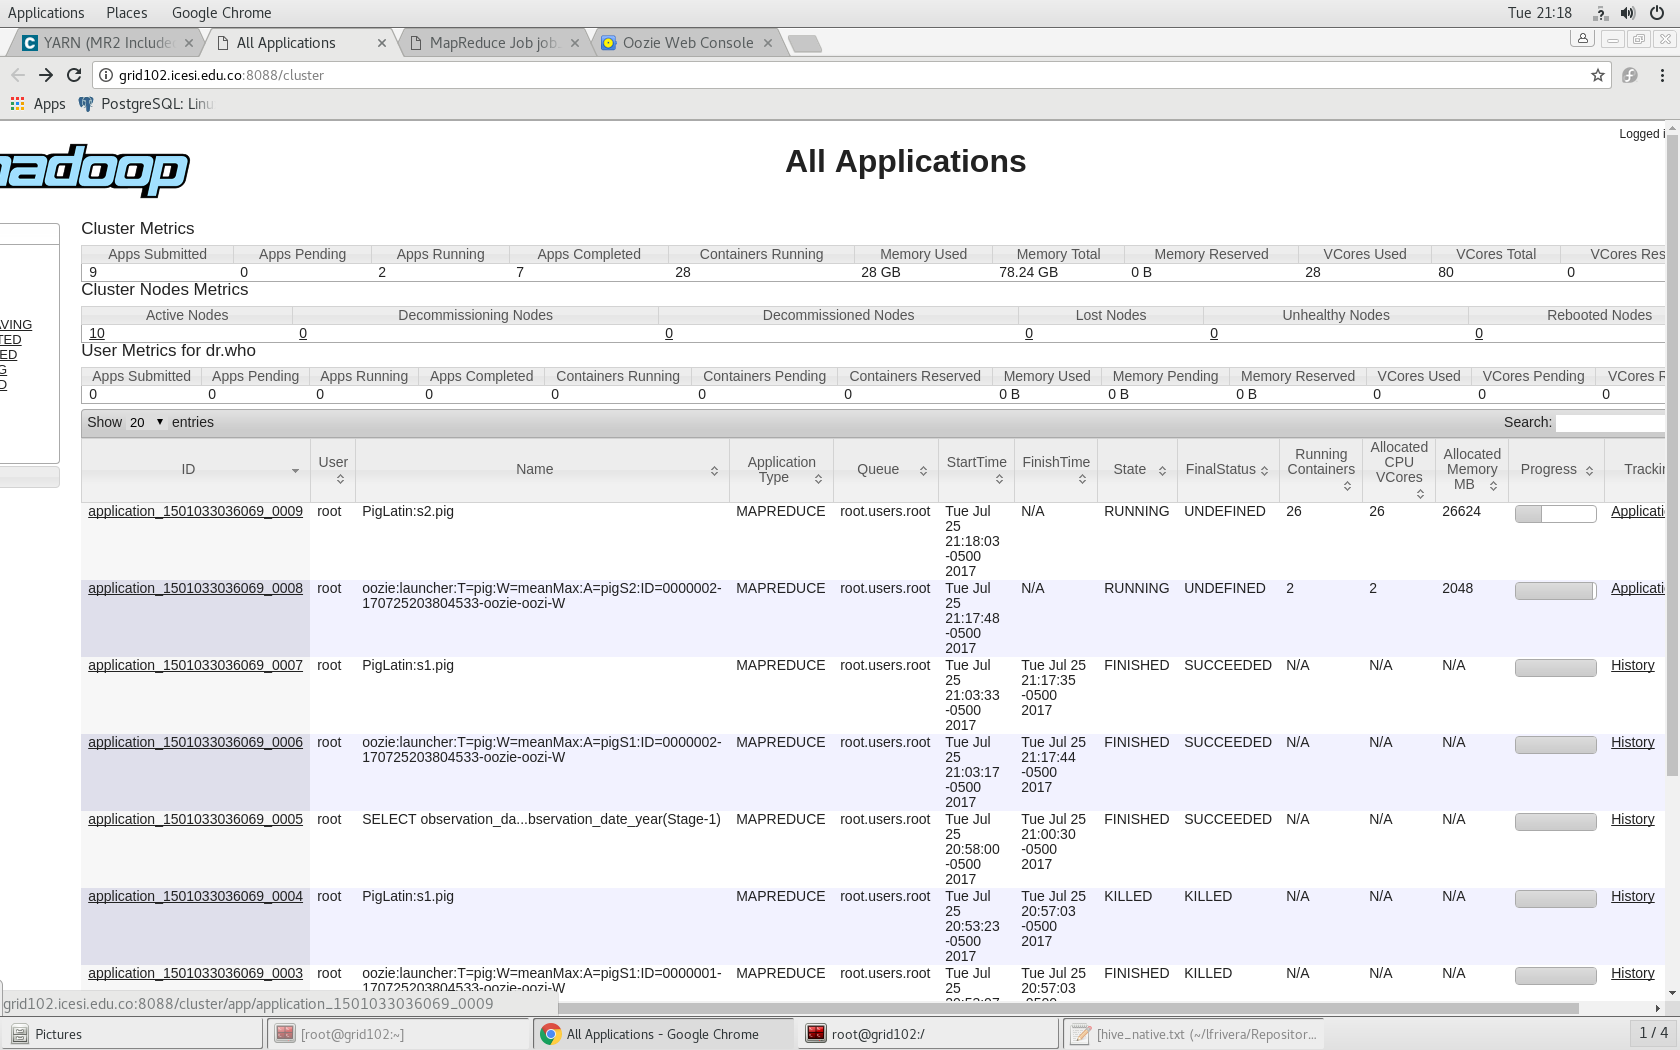 Applications Places Google Chrome Tue 21:18
YARN (MR2 Include All Applications MapReduce Job job Oozie Web Console
grid102.icesi.edu.co:8088/cluster
Apps PostgreSQL: Linu
Logged i
hadoop
All Applications
Cluster Metrics
Apps Submitted Apps Pending Apps Running Apps Completed Containers Running Memory Used Memory Total Memory Reserved VCores Used VCores Total VCores Res
9 0 2 7 28 28 GB 78.24 GB 0 B 28 80 0
Cluster Nodes Metrics
Active Nodes Decommissioning Nodes Decommissioned Nodes Lost Nodes Unhealthy Nodes Rebooted Nodes
10 0 0 0 0 0
User Metrics for dr.who
Apps Submitted Apps Pending Apps Running Apps Completed Containers Running Containers Pending Containers Reserved Memory Used Memory Pending Memory Reserved VCores Used VCores Pending VCores R
0 0 0 0 0 0 0 0 B 0 B 0 B 0 0 0
AVING
TED
ED
G
D
Show 20 entries Search:
ID User Name Application Type Queue StartTime FinishTime State FinalStatus Running Containers Allocated CPU VCores Allocated Memory MB Progress Trackin
application_1501033036069_0009 root PigLatin:s2.pig MAPREDUCE root.users.root Tue Jul 25 21:18:03 -0500 2017 N/A RUNNING UNDEFINED 26 26 26624 Applicati
application_1501033036069_0008 root oozie:launcher:T=pig:W=meanMax:A=pigS2:ID=0000002-170725203804533-oozie-oozi-W MAPREDUCE root.users.root Tue Jul 25 21:17:48 -0500 2017 N/A RUNNING UNDEFINED 2 2 2048 Applicati
application_1501033036069_0007 root PigLatin:s1.pig MAPREDUCE root.users.root Tue Jul 25 21:03:33 -0500 2017 Tue Jul 25 21:17:35 -0500 2017 FINISHED SUCCEEDED N/A N/A N/A History
application_1501033036069_0006 root oozie:launcher:T=pig:W=meanMax:A=pigS1:ID=0000002-170725203804533-oozie-oozi-W MAPREDUCE root.users.root Tue Jul 25 21:03:17 -0500 2017 Tue Jul 25 21:17:44 -0500 2017 FINISHED SUCCEEDED N/A N/A N/A History
application_1501033036069_0005 root SELECT observation_da...bservation_date_year(Stage-1) MAPREDUCE root.users.root Tue Jul 25 20:58:00 -0500 2017 Tue Jul 25 21:00:30 -0500 2017 FINISHED SUCCEEDED N/A N/A N/A History
application_1501033036069_0004 root PigLatin:s1.pig MAPREDUCE root.users.root Tue Jul 25 20:53:23 -0500 2017 Tue Jul 25 20:57:03 -0500 2017 KILLED KILLED N/A N/A N/A History
application_1501033036069_0003 root oozie:launcher:T=pig:W=meanMax:A=pigS1:ID=0000001-170725203804533-oozie-oozi-W MAPREDUCE root.users.root Tue Jul 25 20:53:07 Tue Jul 25 20:57:03 -0500 FINISHED KILLED N/A N/A N/A History
grid102.icesi.edu.co:8088/cluster/app/application_1501033036069_0009
Pictures [root@grid102:~] All Applications - Google Chrome root@grid102:/ [hive_native.txt (~/lfrivera/Repositor... 1 / 4